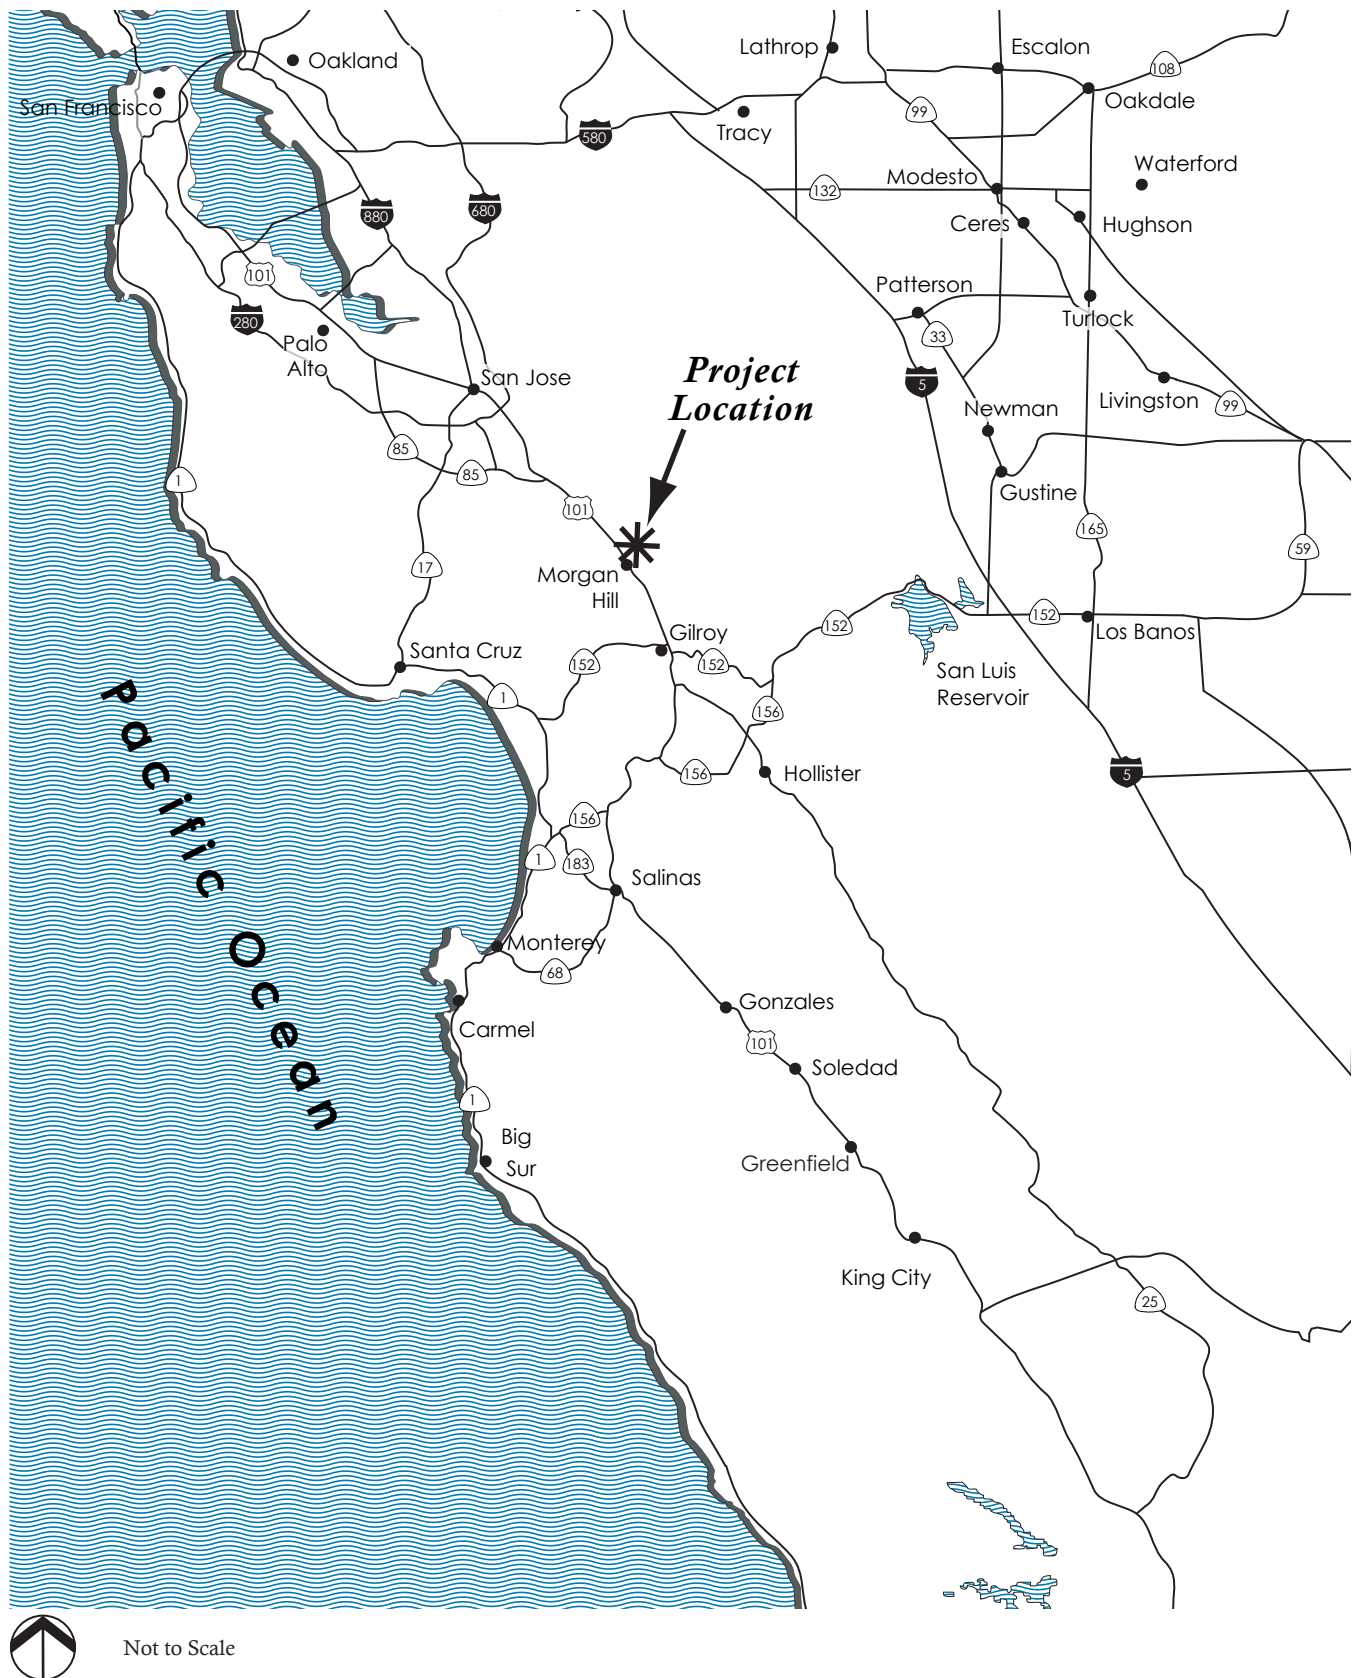 Lathrop
Escalon
Oakland
108
San Francisco
99
Oakdale
580
Tracy
Waterford
Modesto
132
880
680
Ceres
Hughson
101
Patterson
280
Turlock
33
Palo
Alto
Project
Location
San Jose
5
Livingston
99
Newman
85
85
1
Gustine
101
165
59
17
Morgan
Hill
152
152
Los Banos
Gilroy
Santa Cruz
152
152
San Luis
Reservoir
1
156
Pacific Ocean
156
Hollister
5
156
1
183
Salinas
Monterey
68
Gonzales
Carmel
101
Soledad
1
Big
Sur
Greenfield
King City
25
Not to Scale